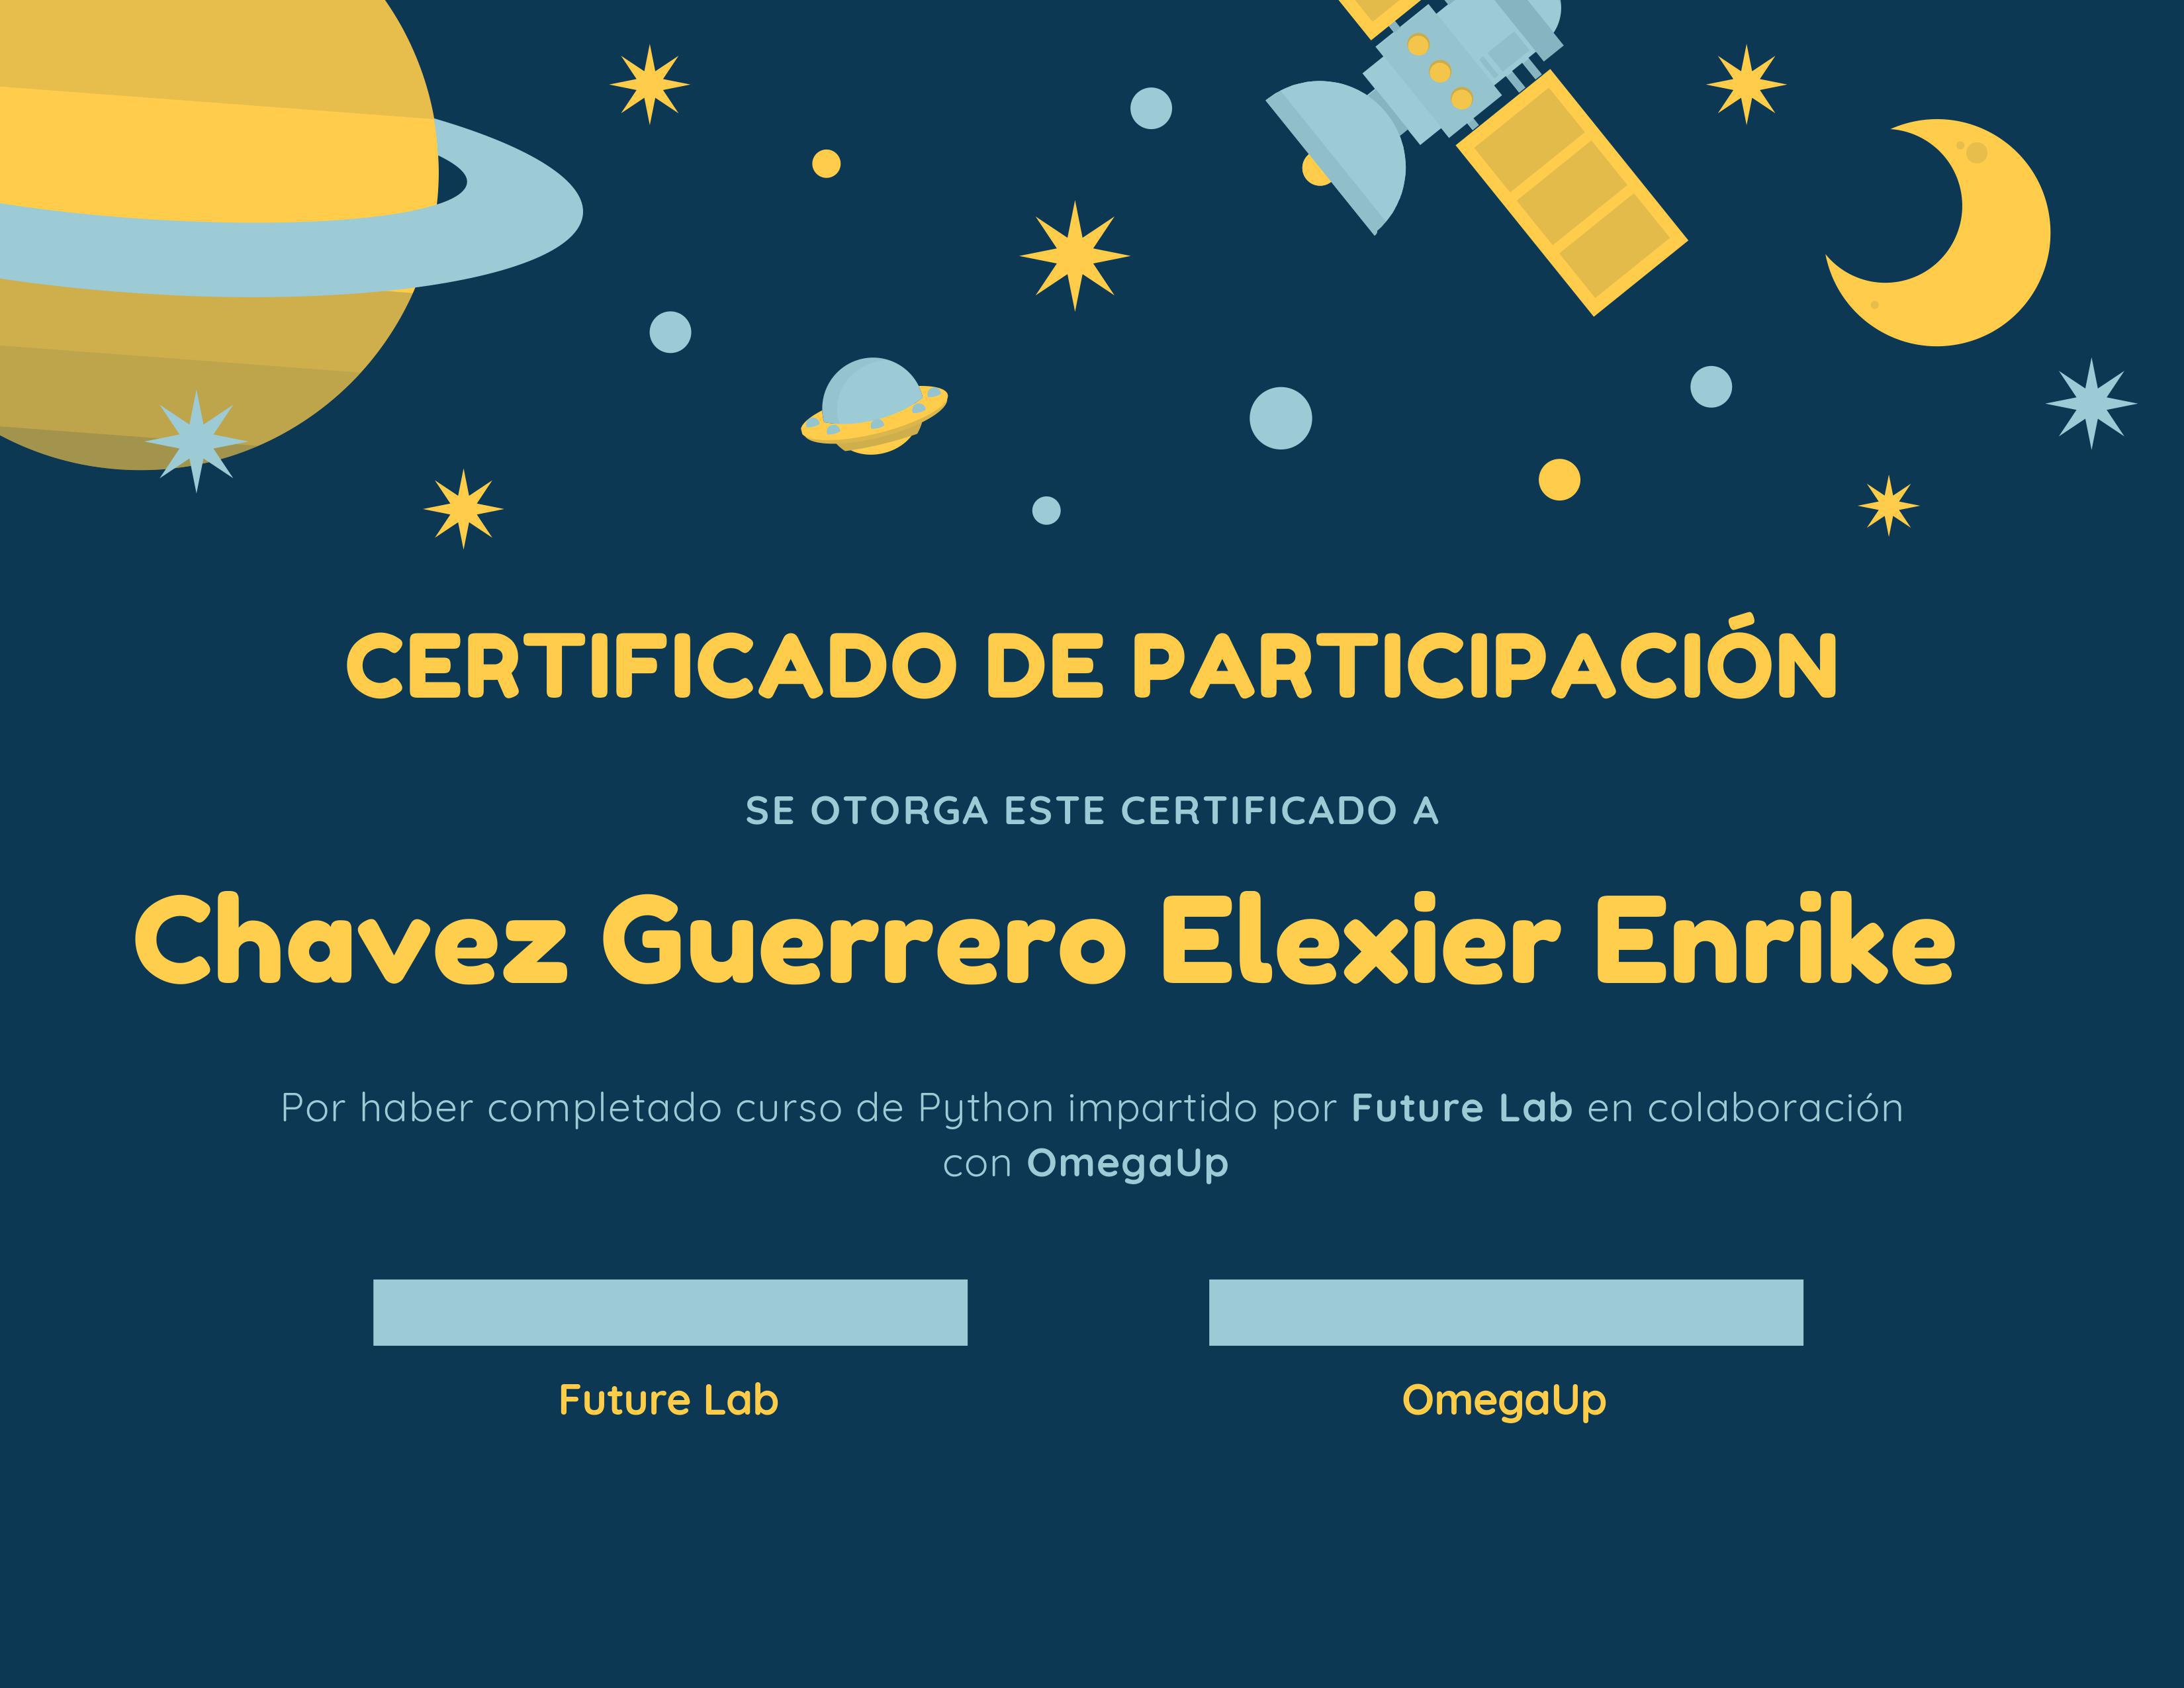 CERTIFICADO DE PARTICIPACIÓN
SE OTORGA ESTE CERTIFICADO A
Chavez Guerrero Elexier Enrike
Por haber completado curso de Python impartido por Future Lab en colaboración
con OmegaUp
Future Lab
OmegaUp